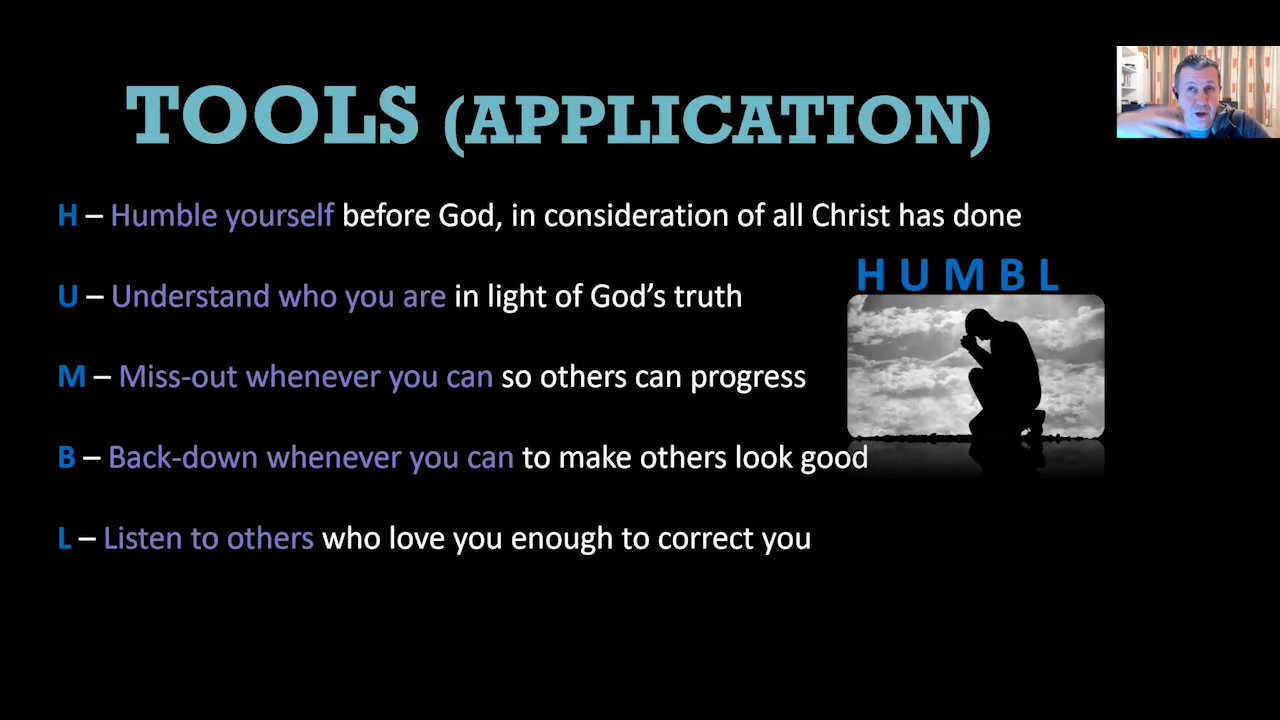 TOOLS (APPLICATION)
H – Humble yourself before God, in consideration of all Christ has done
H U M B L
U – Understand who you are in light of God’s truth
M – Miss-out whenever you can so others can progress
B – Back-down whenever you can to make others look good
L – Listen to others who love you enough to correct you